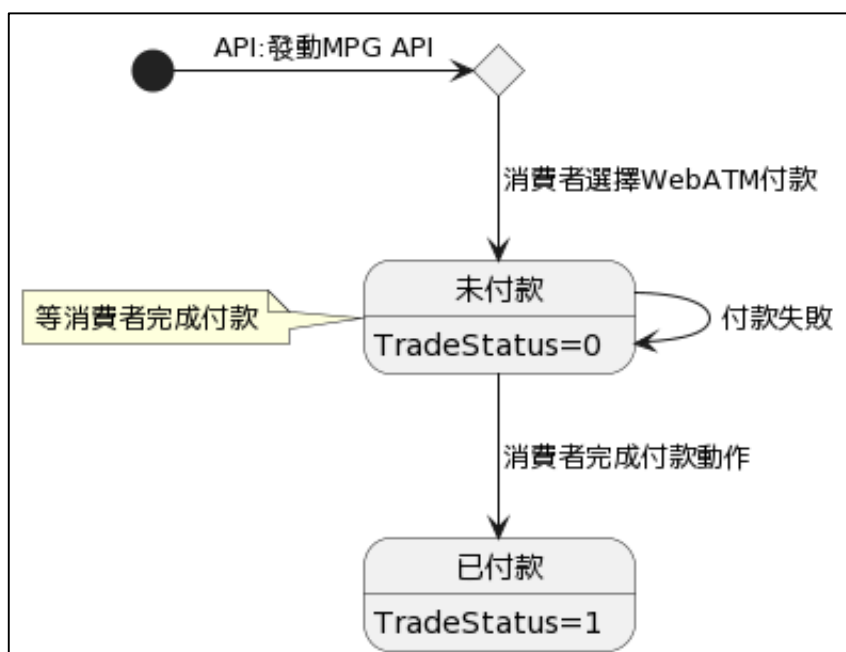 API:發動MPG API
消費者選擇WebATM付款
未付款
TradeStatus=0
等消費者完成付款
付款失敗
消費者完成付款動作
已付款
TradeStatus=1